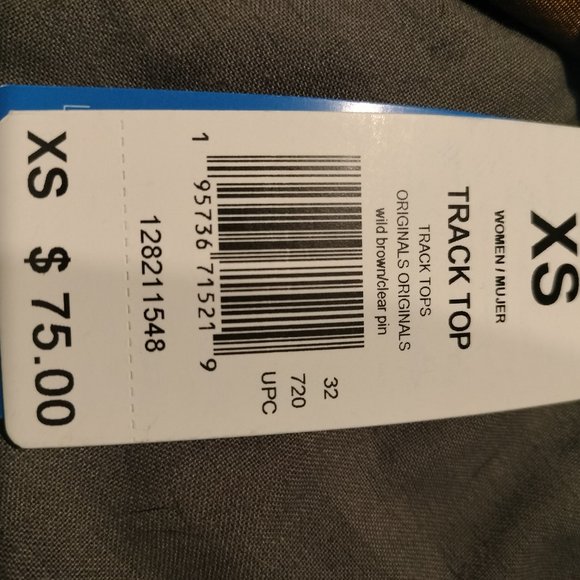 XS
WOMEN / MUJER
TRACK TOP
TRACK TOPS
ORIGINALS ORIGINALS
wild brown/clear pin
32
720
UPC
1 95736 71521 9
128211548
XS $ 75.00